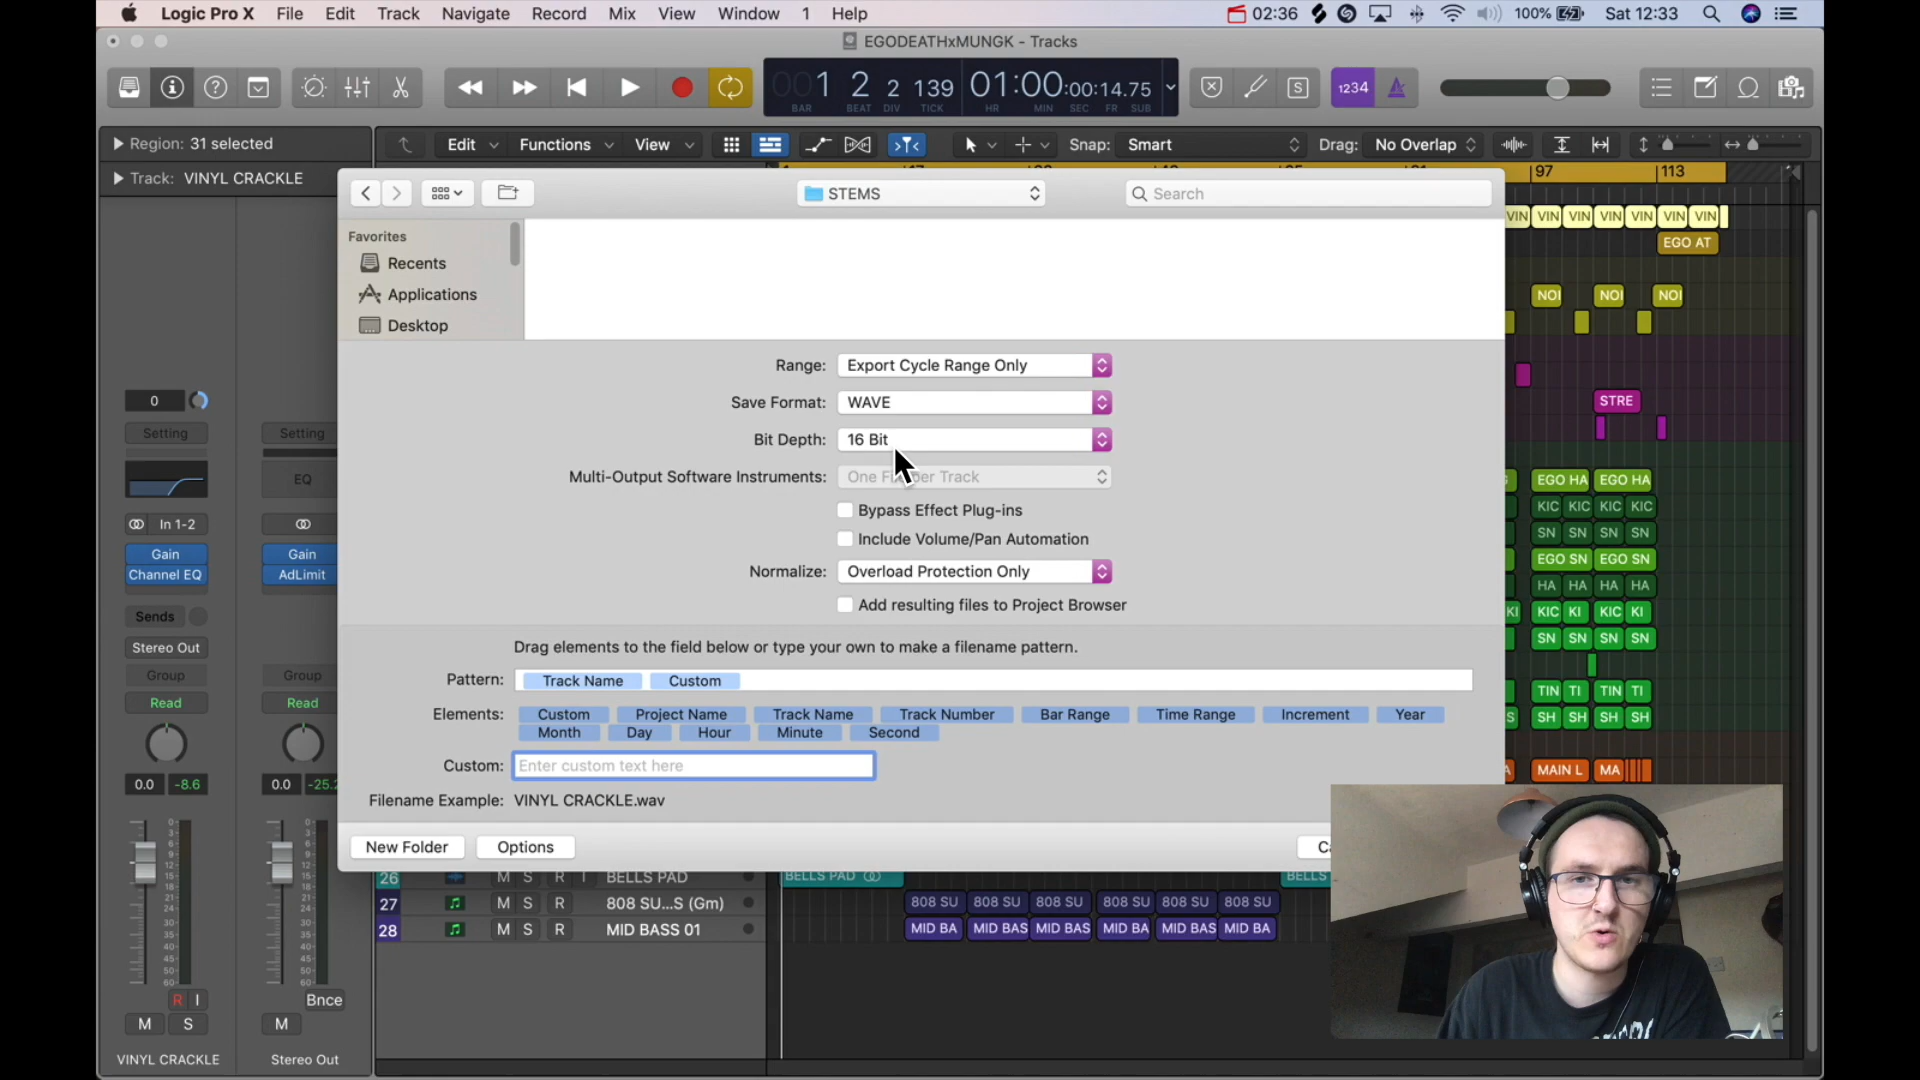 Logic Pro X File Edit Track Navigate Record Mix View Window 1 Help 02:36 100% Sat 12:33
EGODEATHxMUNGK - Tracks
001 2 2 139 01:00:00:14.75 1234
BAR BEAT DIV TICK HR MIN SEC FR SUB
Region: 31 selected Edit Functions View Snap: Smart Drag: No Overlap
Track: VINYL CRACKLE
97 113
STEMS Search
VIN VIN VIN VIN VIN VIN VIN
Favorites
EGO AT
Recents
Applications NOI NOI NOI
Desktop
Range: Export Cycle Range Only
Save Format: WAVE
0 STRE
Setting Setting
Bit Depth: 16 Bit
EQ
Multi-Output Software Instruments: One File per Track
EGO HA EGO HA
Bypass Effect Plug-ins
KIC KIC KIC KIC
In 1-2
Include Volume/Pan Automation
SN SN SN SN
Gain Gain
EGO SN EGO SN
Channel EQ AdLimit
Normalize: Overload Protection Only
HA HA HA HA
Add resulting files to Project Browser
KI KIC KI KIC KI
Sends
SN SN SN SN
Stereo Out
Drag elements to the field below or type your own to make a filename pattern.
Group Group
Pattern: Track Name Custom
TIN TI TIN TI
Read Read
Elements: Custom Project Name Track Name Track Number Bar Range Time Range Increment Year
S SH SH SH SH
Month Day Hour Minute Second
Custom: Enter custom text here
MAIN L MA
0.0 -8.6 0.0 -25.2
Filename Example: VINYL CRACKLE.wav
New Folder Options Ca
26 M S R I BELLS PAD BELLS PAD BELLS
27 M S R 808 SU...S (Gm) 808 SU 808 SU 808 SU 808 SU 808 SU 808 SU
28 M S R MID BASS 01 MID BA MID BAS MID BAS MID BA MID BAS MID BA
R I Bnce
M S M
VINYL CRACKLE Stereo Out